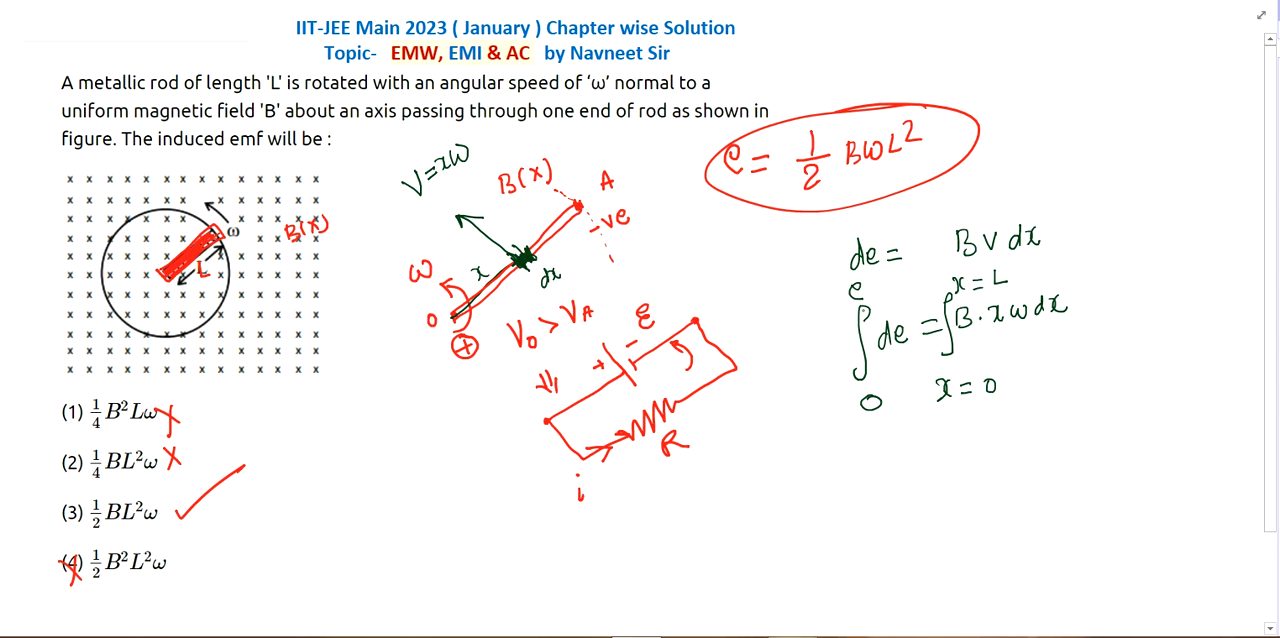 IIT-JEE Main 2023 ( January ) Chapter wise Solution
Topic- EMW, EMI & AC by Navneet Sir
A metallic rod of length 'L' is rotated with an angular speed of ‘ω’ normal to a
uniform magnetic field 'B' about an axis passing through one end of rod as shown in
figure. The induced emf will be :
e = 1/2 BωL²
V=xω
B(x)
A
-ve
x x x x x x x x x x x x x x
x x x x x x x x x x x x x x
ω
B(x)
L
ω
x
dx
O
+
V₀ > V_A
ε
+ −
R
i
de = B v dx
e x = L
∫ de = ∫ B . x ω dx
0 x = 0
(1) 1/4 B²Lω X
(2) 1/4 BL²ω X
(3) 1/2 BL²ω ✓
(4) 1/2 B²L²ω